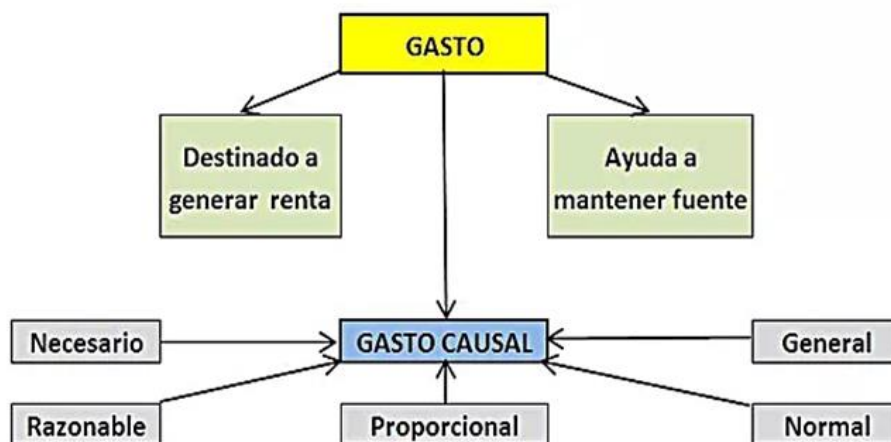 GASTO
Destinado a
generar renta
Ayuda a
mantener fuente
Necesario
GASTO CAUSAL
General
Razonable
Proporcional
Normal